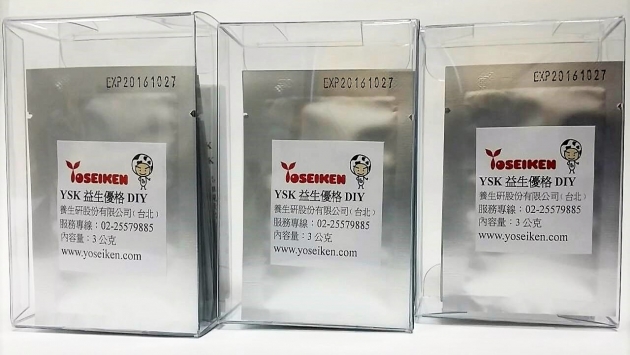 EXP20161027
YOSEIKEN
YSK 益生優格 DIY
養生研股份有限公司(台北)
服務專線：02-25579885
內容量：3 公克
www.yoseiken.com
EXP20161027
YOSEIKEN
YSK 益生優格 DIY
養生研股份有限公司(台北)
服務專線：02-25579885
內容量：3 公克
www.yoseiken.com
EXP20161027
YOSEIKEN
YSK 益生優格 DIY
養生研股份有限公司(台北)
服務專線：02-25579885
內容量：3 公克
www.yoseiken.com